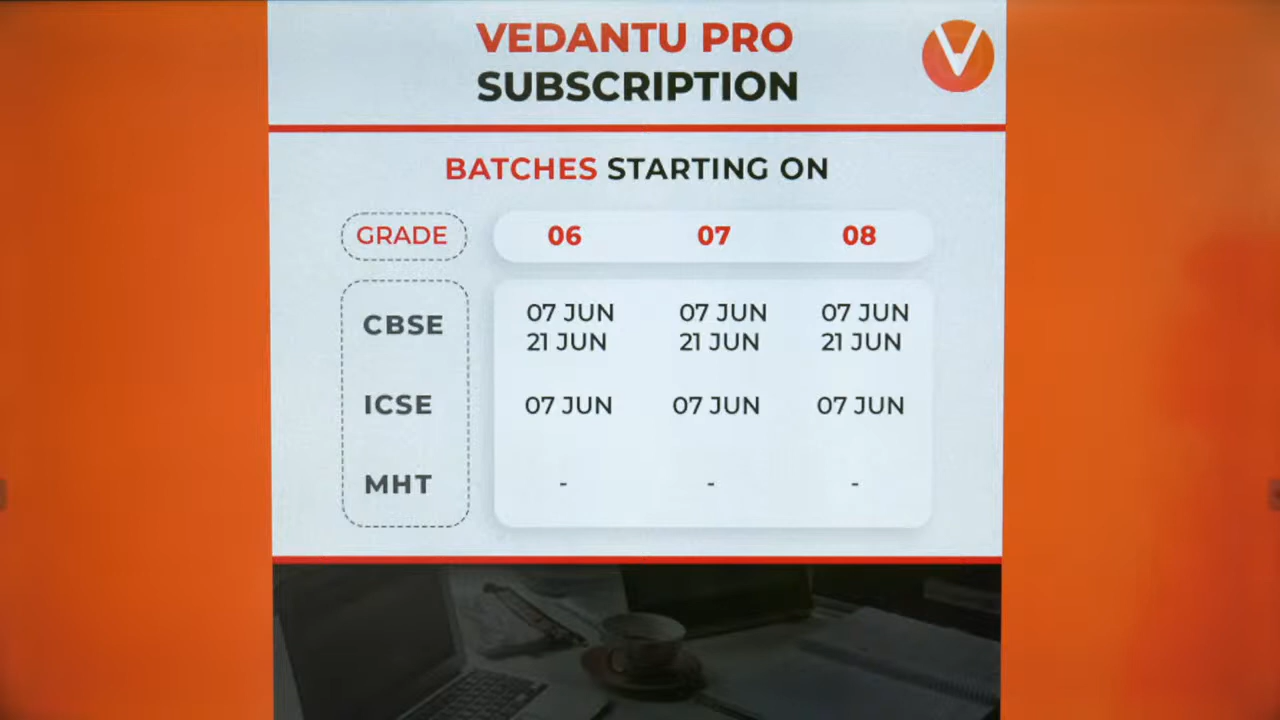 VEDANTU PRO
SUBSCRIPTION
BATCHES STARTING ON
GRADE 06 07 08
CBSE 07 JUN 07 JUN 07 JUN
21 JUN 21 JUN 21 JUN
ICSE 07 JUN 07 JUN 07 JUN
MHT - - -